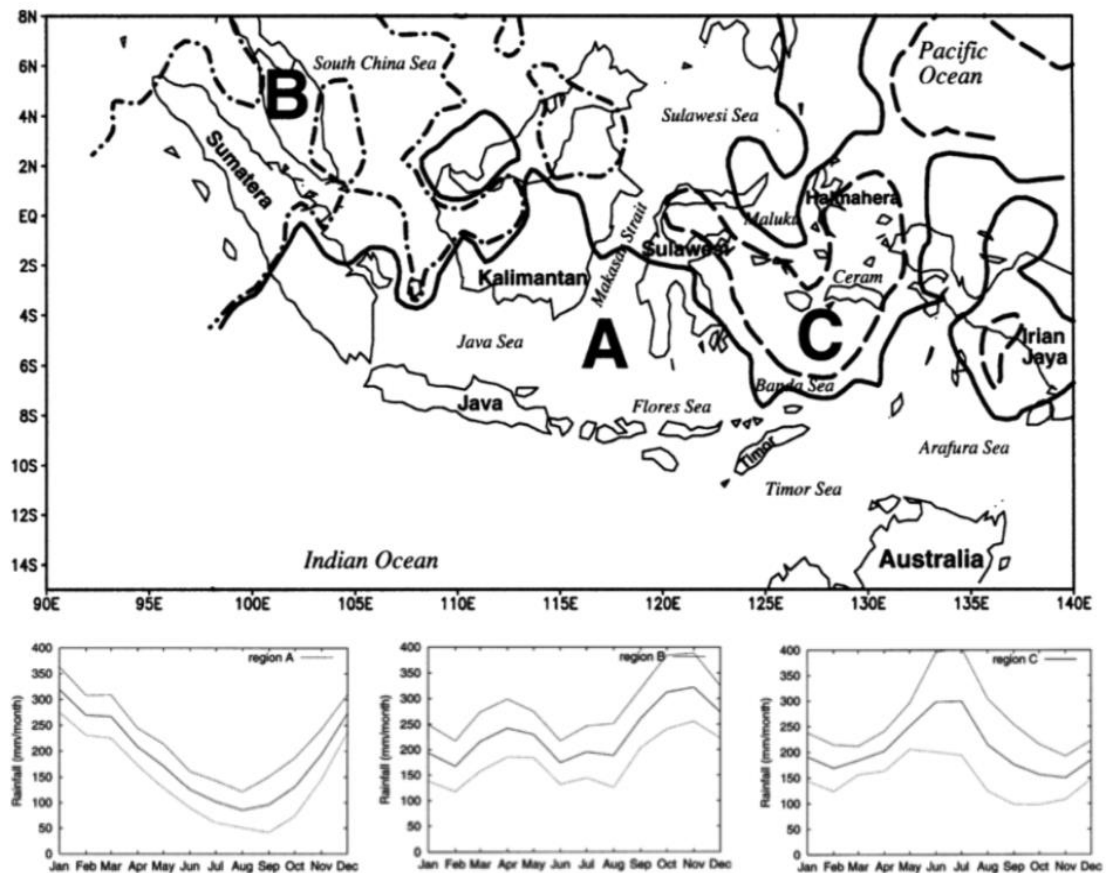 8N
6N
4N
2N
EQ
2S
4S
6S
8S
10S
12S
14S
90E
95E
100E
105E
110E
115E
120E
125E
130E
135E
140E
Pacific
Ocean
South China Sea
B
Sulawesi Sea
Sumatera
Halmahera
Maluku
Makasar Strait
Sulawesi
Kalimantan
Ceram
Java Sea
A
C
Irian
Jaya
Banda Sea
Java
Flores Sea
Timor
Arafura Sea
Timor Sea
Indian Ocean
Australia
region A
Rainfall (mm/month)
400
350
300
250
200
150
100
50
0
Jan Feb Mar Apr May Jun Jul Aug Sep Oct Nov Dec
region B
Rainfall (mm/month)
400
350
300
250
200
150
100
50
0
Jan Feb Mar Apr May Jun Jul Aug Sep Oct Nov Dec
region C
Rainfall (mm/month)
400
350
300
250
200
150
100
50
0
Jan Feb Mar Apr May Jun Jul Aug Sep Oct Nov Dec